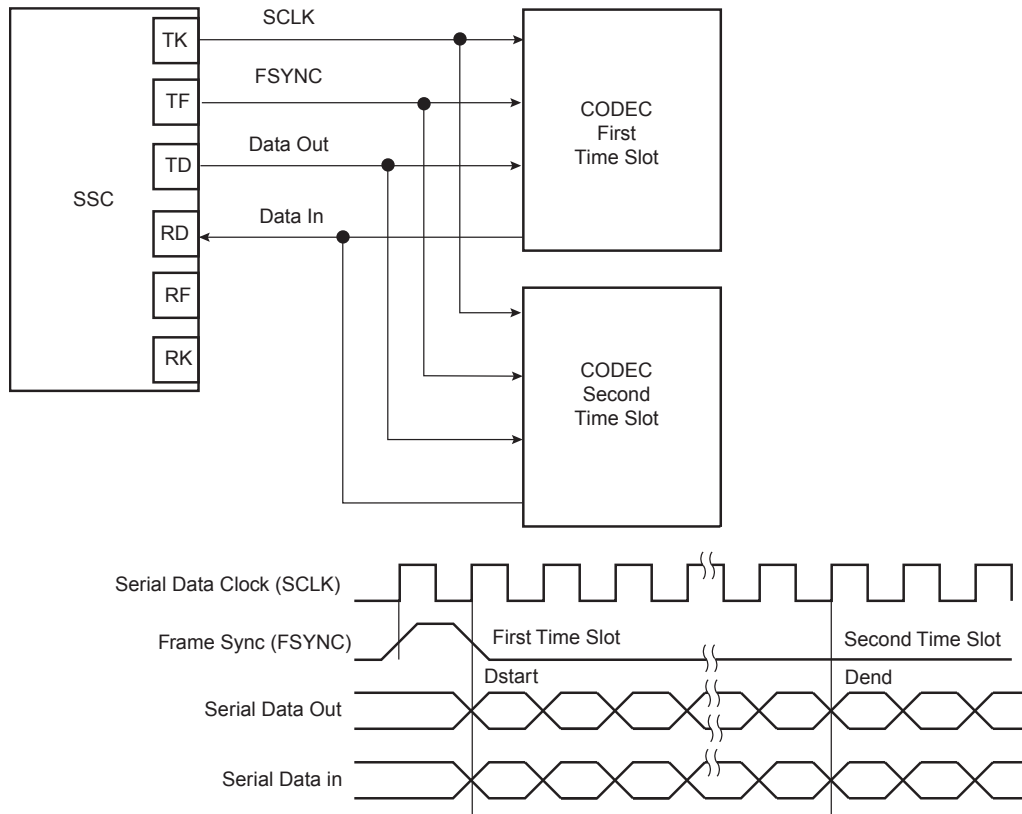 SCLK
TK
FSYNC
TF
CODEC
First
Time Slot
Data Out
TD
SSC
Data In
RD
RF
RK
CODEC
Second
Time Slot
Serial Data Clock (SCLK)
Frame Sync (FSYNC)
First Time Slot
Second Time Slot
Dstart
Dend
Serial Data Out
Serial Data in